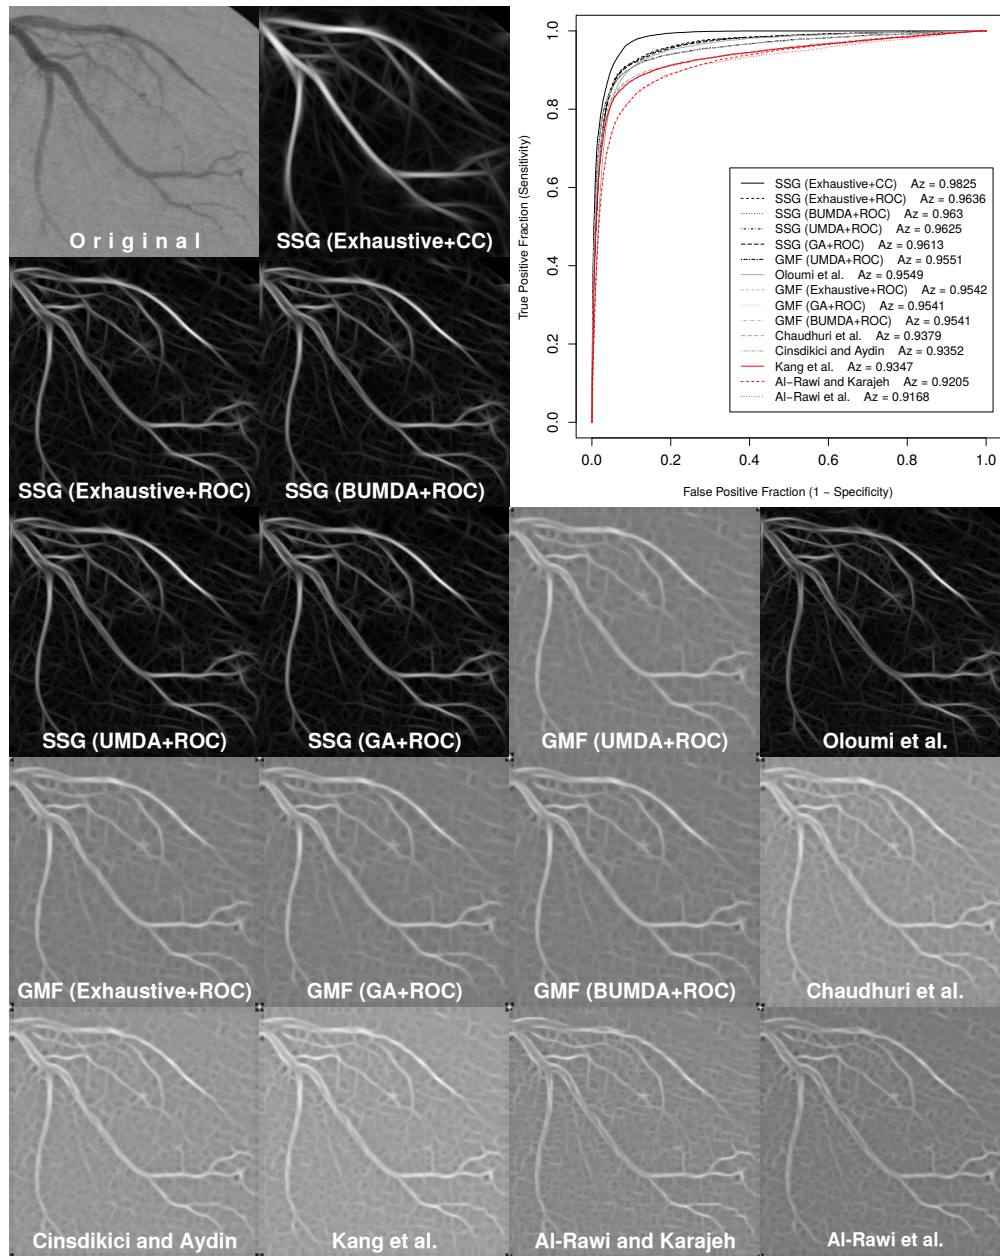 O r i g i n a l
SSG (Exhaustive+CC)
SSG (Exhaustive+ROC)
SSG (BUMDA+ROC)
True Positive Fraction (Sensitivity)
1.0
0.8
0.6
0.4
0.2
0.0
SSG (Exhaustive+CC) Az = 0.9825
SSG (Exhaustive+ROC) Az = 0.9636
SSG (BUMDA+ROC) Az = 0.963
SSG (UMDA+ROC) Az = 0.9625
SSG (GA+ROC) Az = 0.9613
GMF (UMDA+ROC) Az = 0.9551
Oloumi et al. Az = 0.9549
GMF (Exhaustive+ROC) Az = 0.9542
GMF (GA+ROC) Az = 0.9541
GMF (BUMDA+ROC) Az = 0.9541
Chaudhuri et al. Az = 0.9379
Cinsdikici and Aydin Az = 0.9352
Kang et al. Az = 0.9347
Al−Rawi and Karajeh Az = 0.9205
Al−Rawi et al. Az = 0.9168
0.0 0.2 0.4 0.6 0.8 1.0
False Positive Fraction (1 − Specificity)
SSG (UMDA+ROC)
SSG (GA+ROC)
GMF (UMDA+ROC)
Oloumi et al.
GMF (Exhaustive+ROC)
GMF (GA+ROC)
GMF (BUMDA+ROC)
Chaudhuri et al.
Cinsdikici and Aydin
Kang et al.
Al-Rawi and Karajeh
Al-Rawi et al.